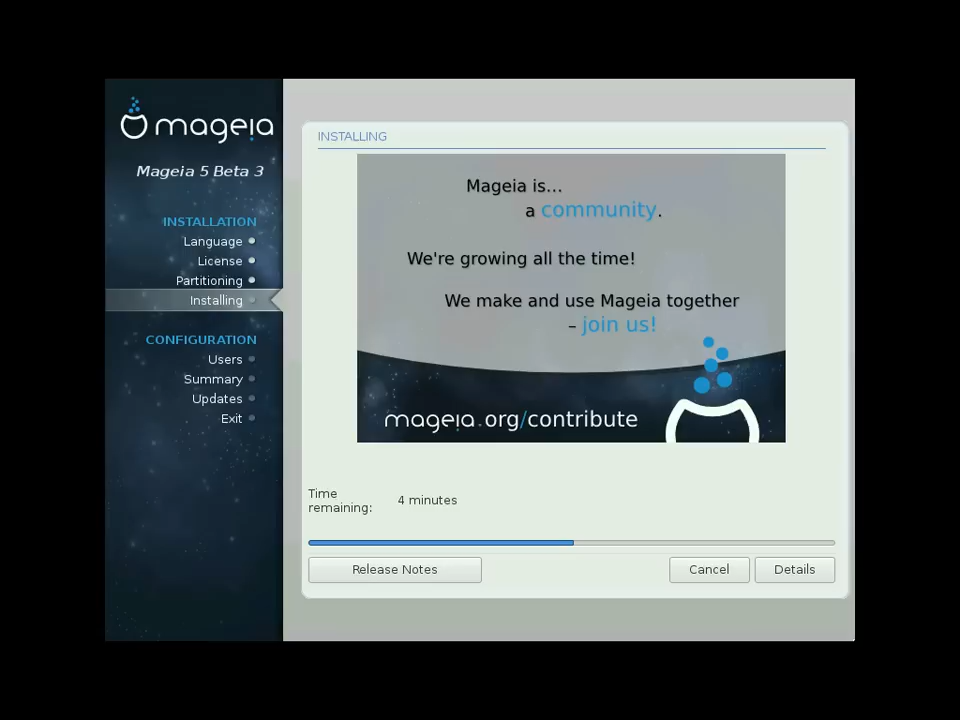 mageia
Mageia 5 Beta 3
INSTALLATION
Language
License
Partitioning
Installing
CONFIGURATION
Users
Summary
Updates
Exit
INSTALLING
Mageia is...
a community.
We're growing all the time!
We make and use Mageia together
– join us!
mageia.org/contribute
Time
remaining:
4 minutes
Release Notes
Cancel
Details